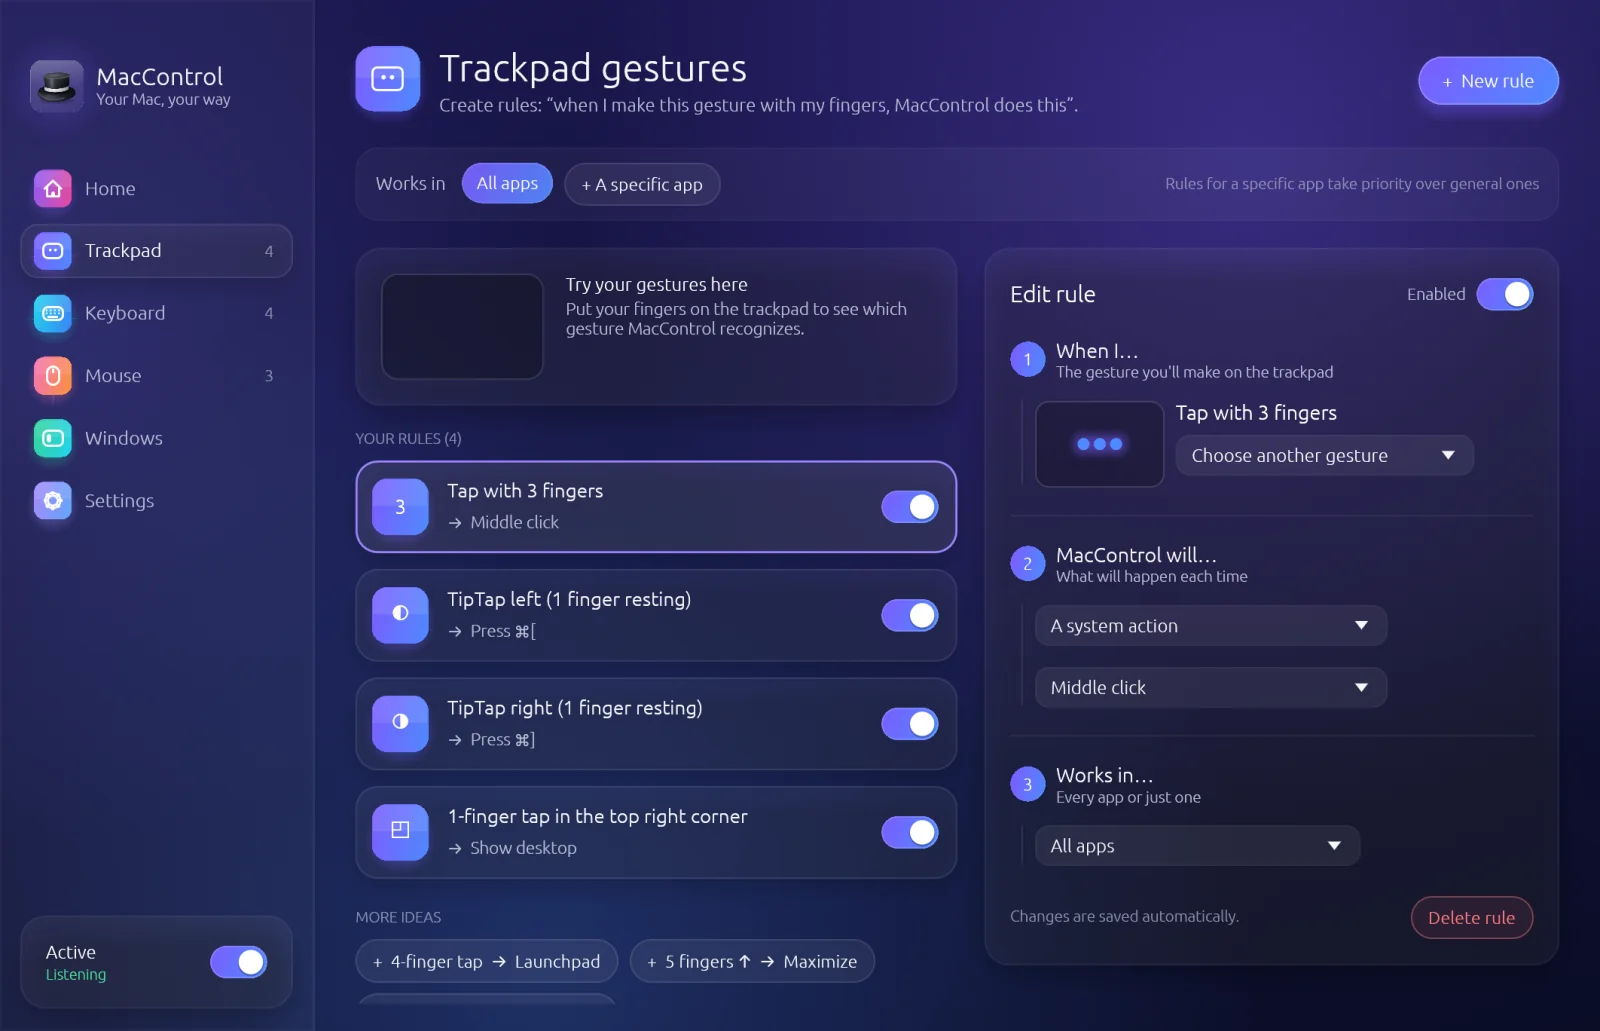 MacControl
Your Mac, your way
Home
Trackpad 4
Keyboard 4
Mouse 3
Windows
Settings
Active
Listening
Trackpad gestures
Create rules: “when I make this gesture with my fingers, MacControl does this”.
+ New rule
Works in All apps + A specific app
Rules for a specific app take priority over general ones
Try your gestures here
Put your fingers on the trackpad to see which
gesture MacControl recognizes.
YOUR RULES (4)
3
Tap with 3 fingers
→ Middle click
TipTap left (1 finger resting)
→ Press ⌘[
TipTap right (1 finger resting)
→ Press ⌘]
1-finger tap in the top right corner
→ Show desktop
MORE IDEAS
+ 4-finger tap → Launchpad
+ 5 fingers ↑ → Maximize
Edit rule
Enabled
1
When I…
The gesture you'll make on the trackpad
Tap with 3 fingers
Choose another gesture
2
MacControl will…
What will happen each time
A system action
Middle click
3
Works in…
Every app or just one
All apps
Changes are saved automatically.
Delete rule